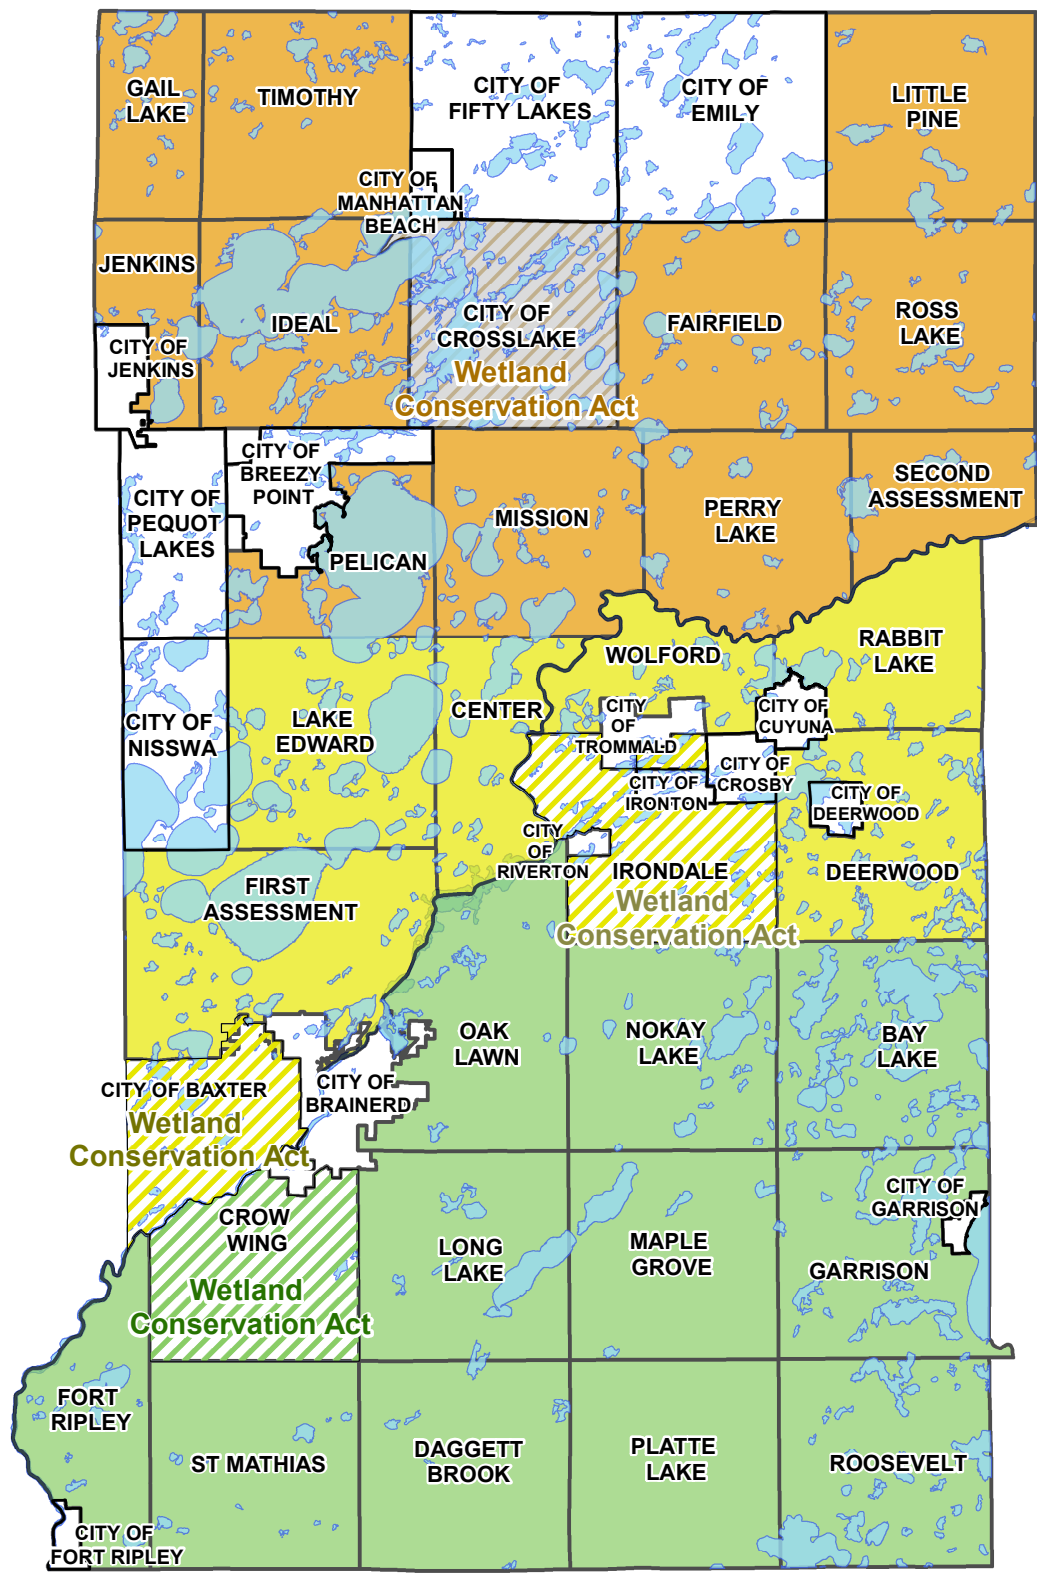 GAIL
LAKE
TIMOTHY
CITY OF
FIFTY LAKES
CITY OF
EMILY
LITTLE
PINE
CITY OF
MANHATTAN
BEACH
JENKINS
IDEAL
CITY OF
CROSSLAKE
Wetland
Conservation Act
FAIRFIELD
ROSS
LAKE
CITY OF
JENKINS
CITY OF
BREEZY
POINT
CITY OF
PEQUOT
LAKES
PELICAN
MISSION
PERRY
LAKE
SECOND
ASSESSMENT
WOLFORD
RABBIT
LAKE
CITY OF
NISSWA
LAKE
EDWARD
CENTER
CITY
OF
TROMMALD
CITY OF
CUYUNA
CITY OF
CROSBY
CITY OF
IRONTON
CITY OF
DEERWOOD
CITY
OF
RIVERTON
IRONDALE
Wetland
Conservation Act
DEERWOOD
FIRST
ASSESSMENT
OAK
LAWN
NOKAY
LAKE
BAY
LAKE
CITY OF BAXTER
Wetland
Conservation Act
CITY OF
BRAINERD
CROW
WING
Wetland
Conservation Act
LONG
LAKE
MAPLE
GROVE
CITY OF
GARRISON
GARRISON
FORT
RIPLEY
ST MATHIAS
DAGGETT
BROOK
PLATTE
LAKE
ROOSEVELT
CITY OF
FORT RIPLEY